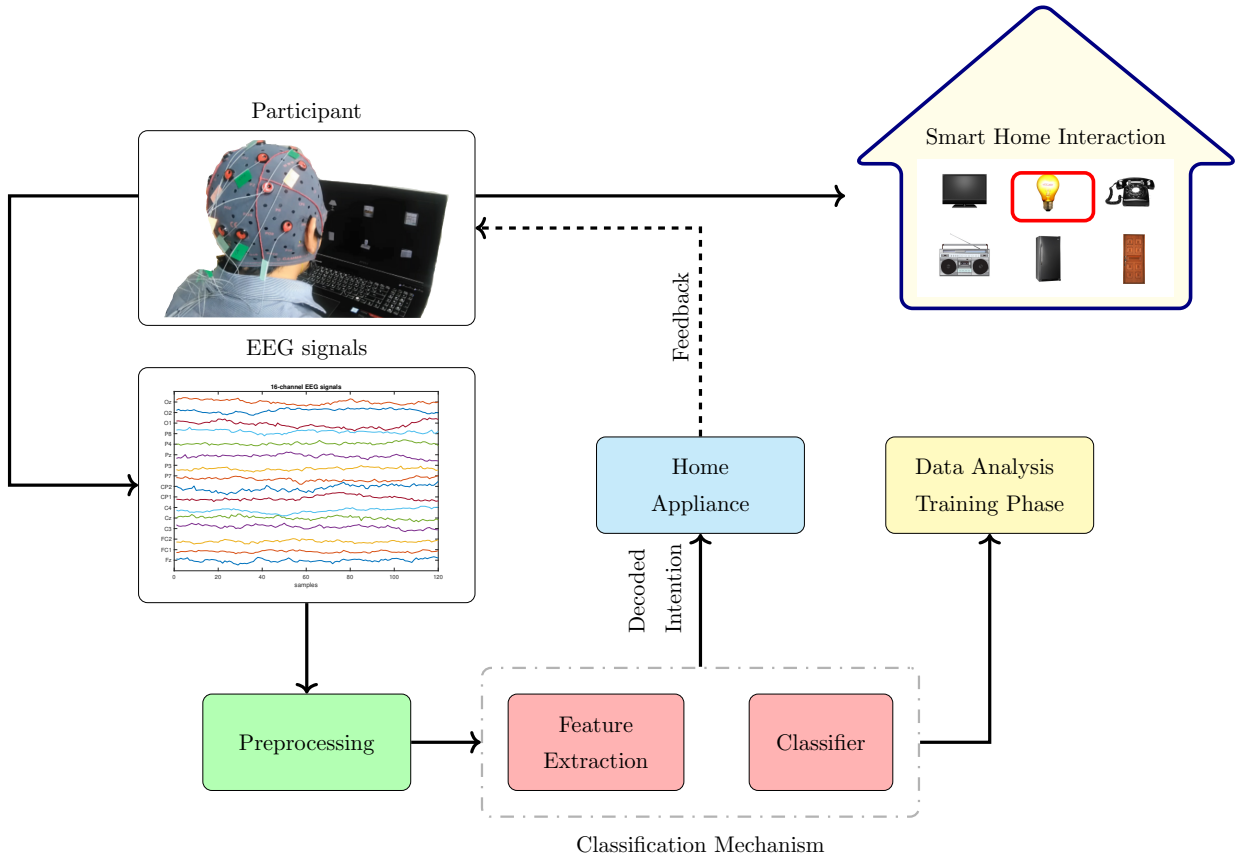 Participant
Smart Home Interaction
Feedback
EEG signals
16-channel EEG signals
Oz
O2
O1
P8
P4
Pz
P3
P7
CP2
CP1
C4
Cz
C3
FC2
FC1
Fz
0 20 40 60 80 100 120
samples
Home
Appliance
Data Analysis
Training Phase
Decoded
Intention
Preprocessing
Feature
Extraction
Classifier
Classification Mechanism